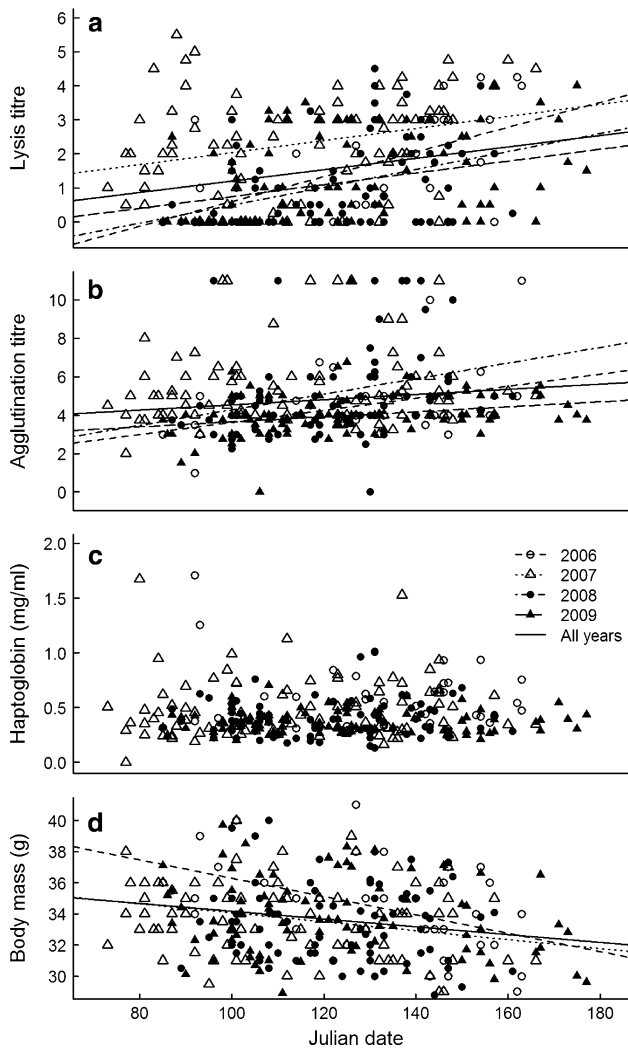 a
6
5
4
3
2
1
0
Lysis titre
b
10
8
6
4
2
0
Agglutination titre
c
2.0
1.5
1.0
0.5
0.0
Haptoglobin (mg/ml)
2006
2007
2008
2009
All years
d
40
38
36
34
32
30
Body mass (g)
80 100 120 140 160 180
Julian date